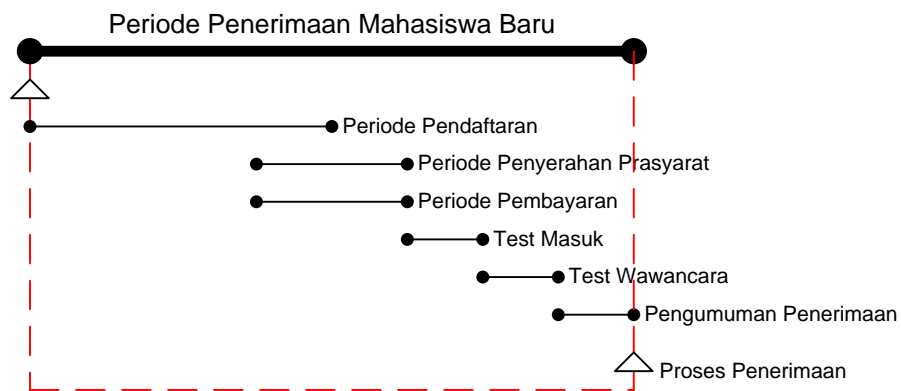 Periode Penerimaan Mahasiswa Baru
Periode Pendaftaran
Periode Penyerahan Prasyarat
Periode Pembayaran
Test Masuk
Test Wawancara
Pengumuman Penerimaan
Proses Penerimaan